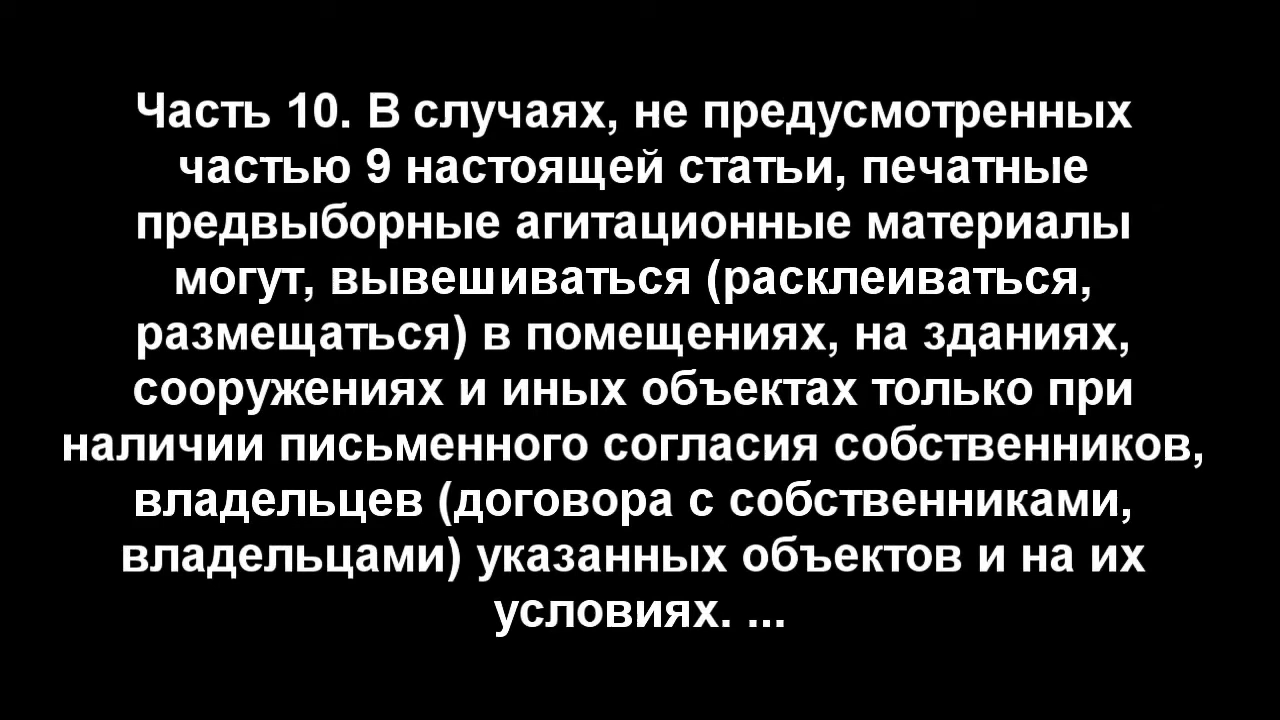 Часть 10. В случаях, не предусмотренных
частью 9 настоящей статьи, печатные
предвыборные агитационные материалы
могут, вывешиваться (расклеиваться,
размещаться) в помещениях, на зданиях,
сооружениях и иных объектах только при
наличии письменного согласия собственников,
владельцев (договора с собственниками,
владельцами) указанных объектов и на их
условиях. ...